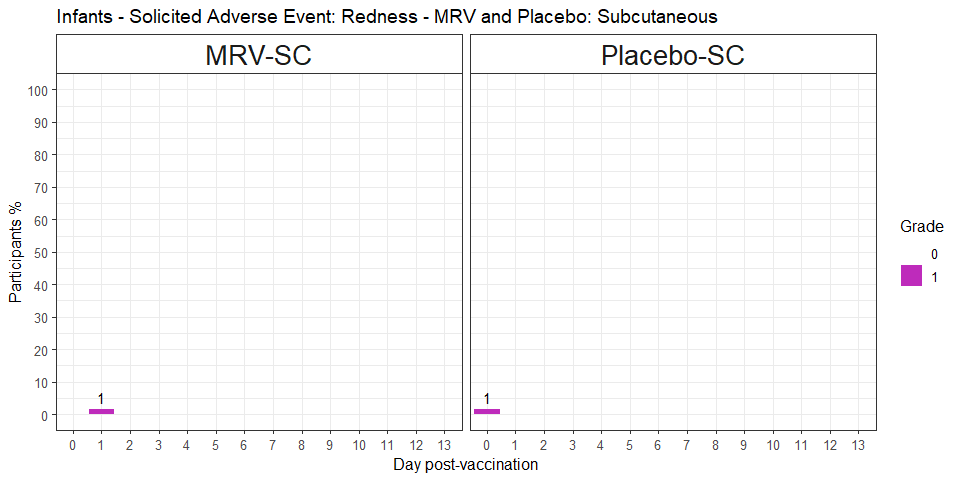 Infants - Solicited Adverse Event: Redness - MRV and Placebo: Subcutaneous
MRV-SC
Placebo-SC
Participants %
100
90
80
70
60
50
40
30
20
10
0
1
1
0 1 2 3 4 5 6 7 8 9 10 11 12 13
0 1 2 3 4 5 6 7 8 9 10 11 12 13
Day post-vaccination
Grade
0
1